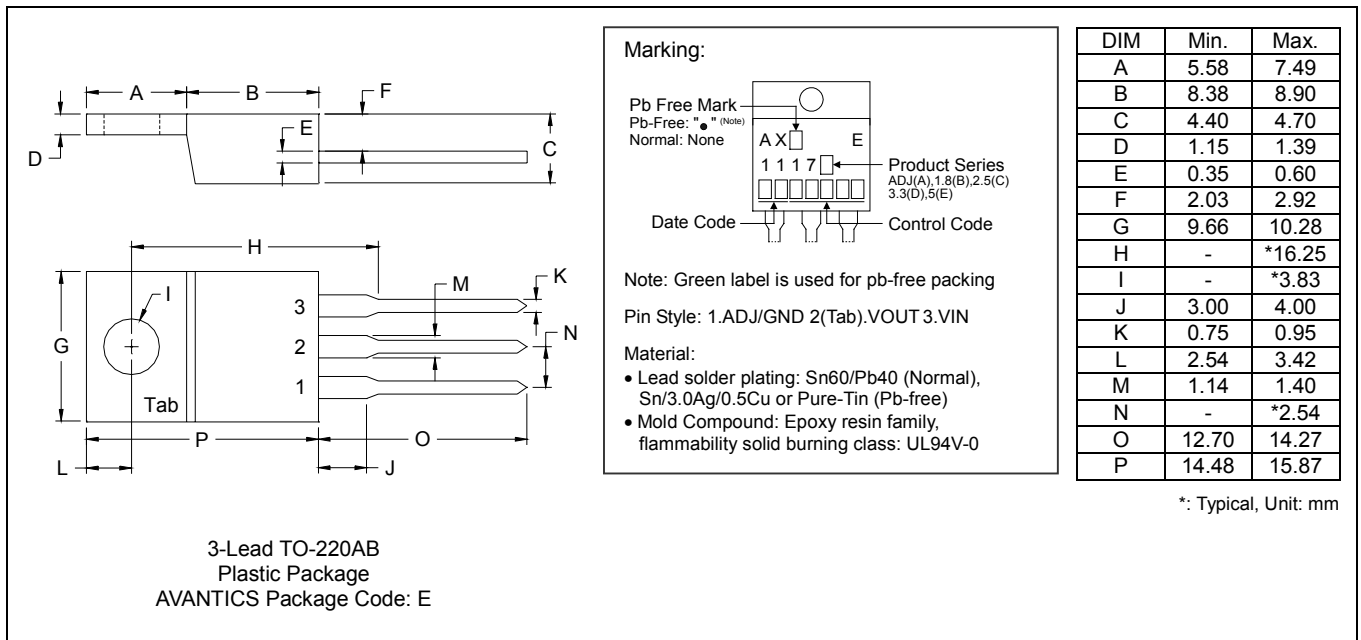 A
B
F
E
C
D
H
M
K
I
3
N
G
2
1
Tab
P
O
L
J
3-Lead TO-220AB
Plastic Package
AVANTICS Package Code: E
Marking:
Pb Free Mark
Pb-Free: "●" (Note)
Normal: None
A X E
1 1 1 7
Product Series
ADJ(A),1.8(B),2.5(C)
3.3(D),5(E)
Date Code
Control Code
Note: Green label is used for pb-free packing
Pin Style: 1.ADJ/GND 2(Tab).VOUT 3.VIN
Material:
• Lead solder plating: Sn60/Pb40 (Normal),
Sn/3.0Ag/0.5Cu or Pure-Tin (Pb-free)
• Mold Compound: Epoxy resin family,
flammability solid burning class: UL94V-0
DIM Min. Max.
A 5.58 7.49
B 8.38 8.90
C 4.40 4.70
D 1.15 1.39
E 0.35 0.60
F 2.03 2.92
G 9.66 10.28
H - *16.25
I - *3.83
J 3.00 4.00
K 0.75 0.95
L 2.54 3.42
M 1.14 1.40
N - *2.54
O 12.70 14.27
P 14.48 15.87
*: Typical, Unit: mm